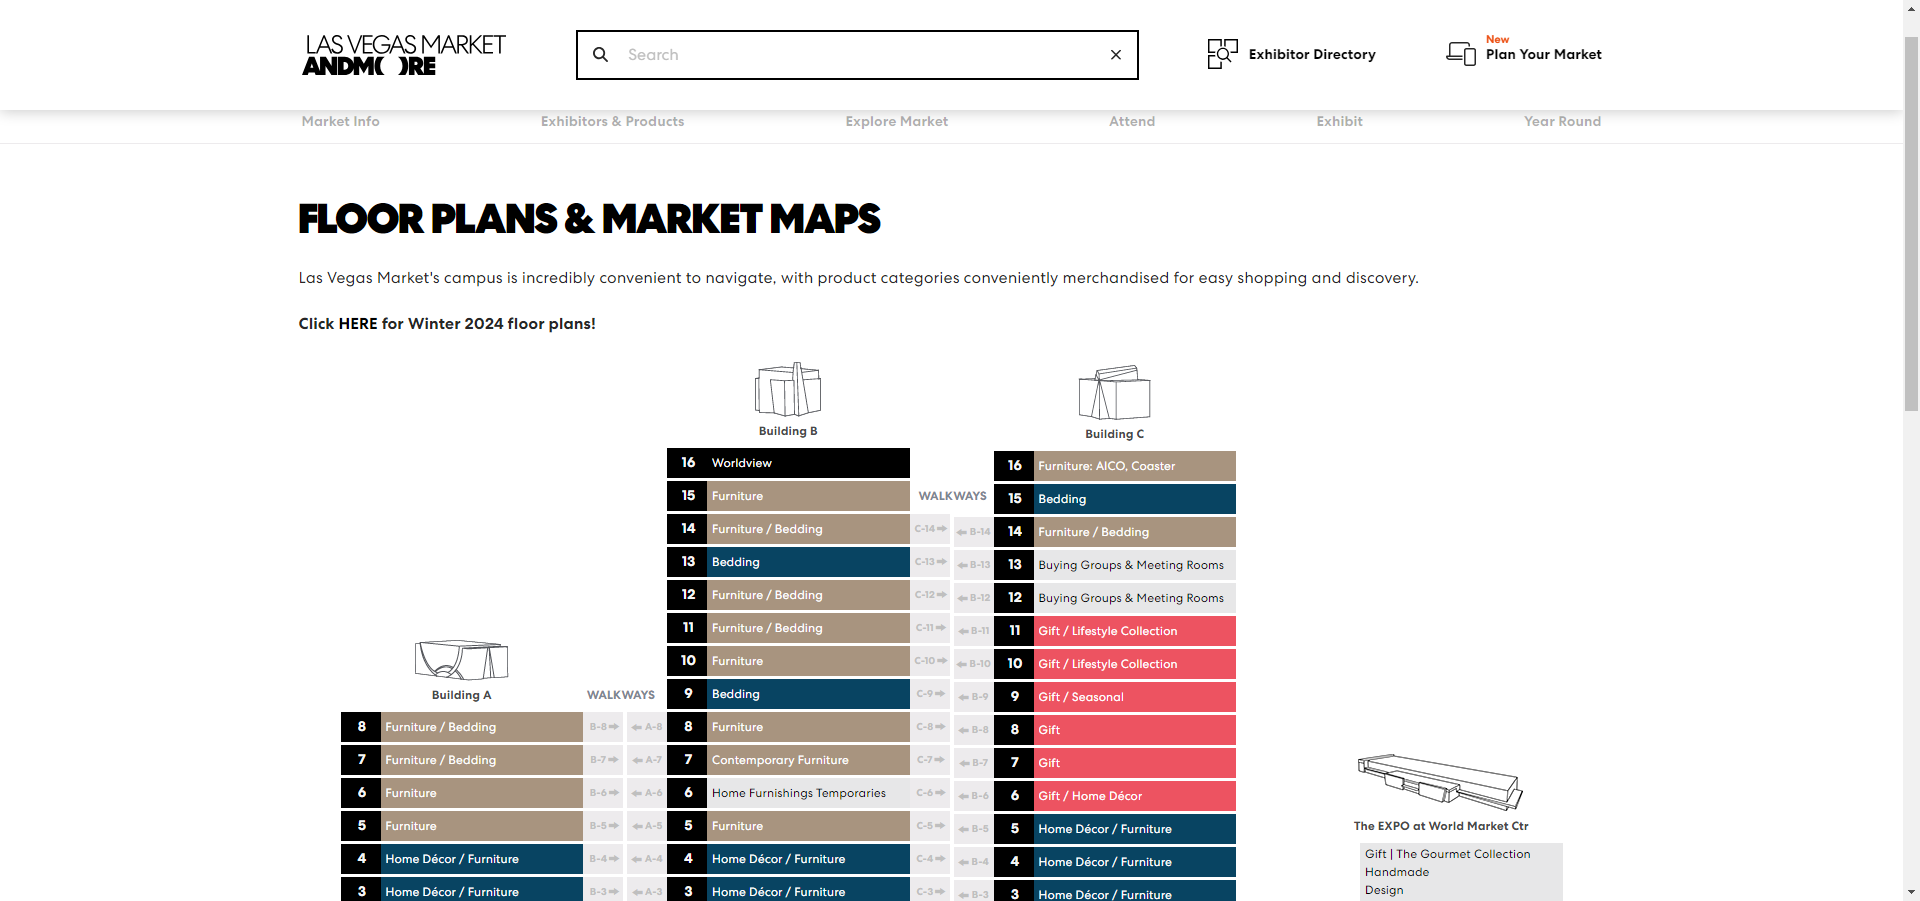 LAS VEGAS MARKET
ANDMORE
Search
Exhibitor Directory
New
Plan Your Market
Market Info
Exhibitors & Products
Explore Market
Attend
Exhibit
Year Round
FLOOR PLANS & MARKET MAPS
Las Vegas Market's campus is incredibly convenient to navigate, with product categories conveniently merchandised for easy shopping and discovery.
Click HERE for Winter 2024 floor plans!
Building A
WALKWAYS
8 Furniture / Bedding B-8 A-8
7 Furniture / Bedding B-7 A-7
6 Furniture B-6 A-6
5 Furniture B-5 A-5
4 Home Décor / Furniture B-4 A-4
3 Home Décor / Furniture B-3 A-3
Building B
16 Worldview
15 Furniture
WALKWAYS
14 Furniture / Bedding C-14 B-14
13 Bedding C-13 B-13
12 Furniture / Bedding C-12 B-12
11 Furniture / Bedding C-11 B-11
10 Furniture C-10 B-10
9 Bedding C-9 B-9
8 Furniture C-8 B-8
7 Contemporary Furniture C-7 B-7
6 Home Furnishings Temporaries C-6 B-6
5 Furniture C-5 B-5
4 Home Décor / Furniture C-4 B-4
3 Home Décor / Furniture C-3 B-3
Building C
16 Furniture: AICO, Coaster
15 Bedding
14 Furniture / Bedding
13 Buying Groups & Meeting Rooms
12 Buying Groups & Meeting Rooms
11 Gift / Lifestyle Collection
10 Gift / Lifestyle Collection
9 Gift / Seasonal
8 Gift
7 Gift
6 Gift / Home Décor
5 Home Décor / Furniture
4 Home Décor / Furniture
3 Home Décor / Furniture
The EXPO at World Market Ctr
Gift | The Gourmet Collection
Handmade
Design